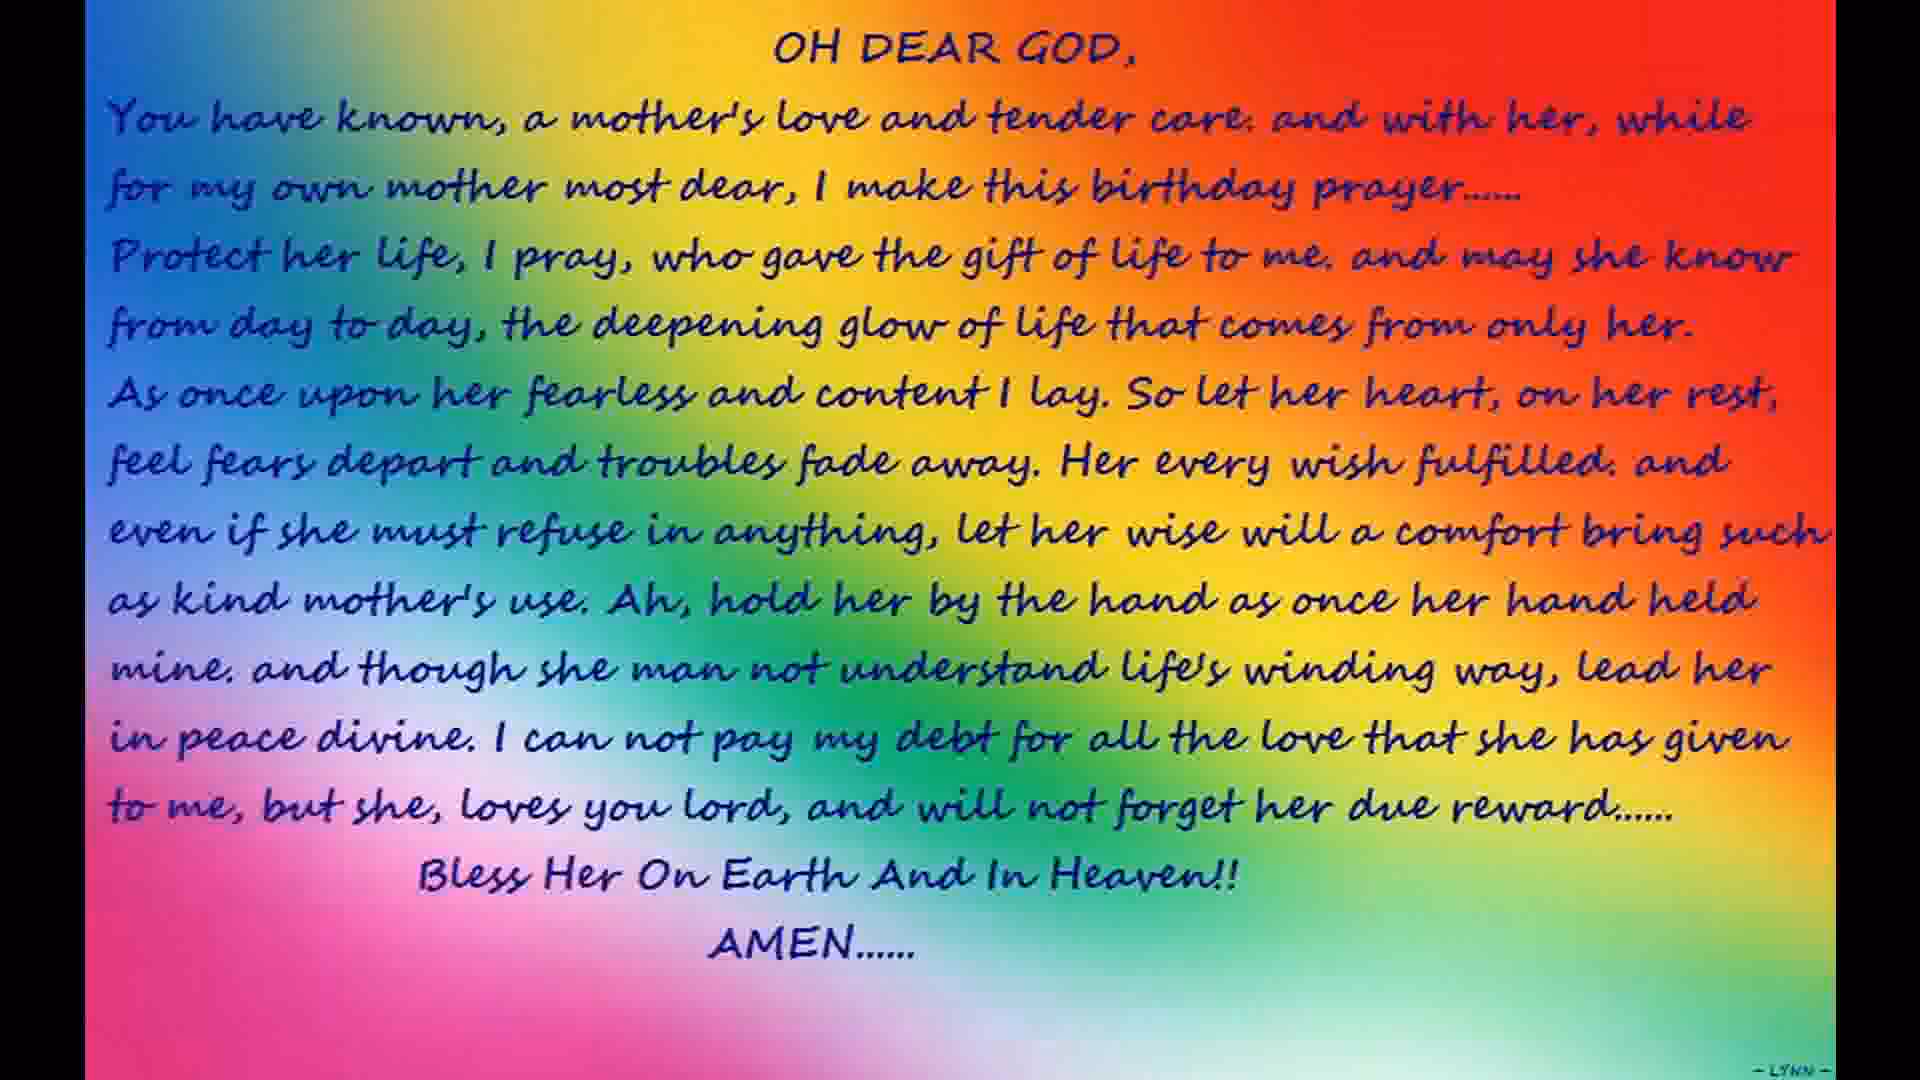 OH DEAR GOD,
You have known, a mother's love and tender care. and with her, while
for my own mother most dear, I make this birthday prayer......
Protect her life, I pray, who gave the gift of life to me. and may she know
from day to day, the deepening glow of life that comes from only her.
As once upon her fearless and content I lay. So let her heart, on her rest,
feel fears depart and troubles fade away. Her every wish fulfilled. and
even if she must refuse in anything, let her wise will a comfort bring such
as kind mother's use. Ah, hold her by the hand as once her hand held
mine. and though she man not understand life's winding way, lead her
in peace divine. I can not pay my debt for all the love that she has given
to me, but she, loves you lord, and will not forget her due reward......
Bless Her On Earth And In Heaven!!
AMEN......
- LYNN -